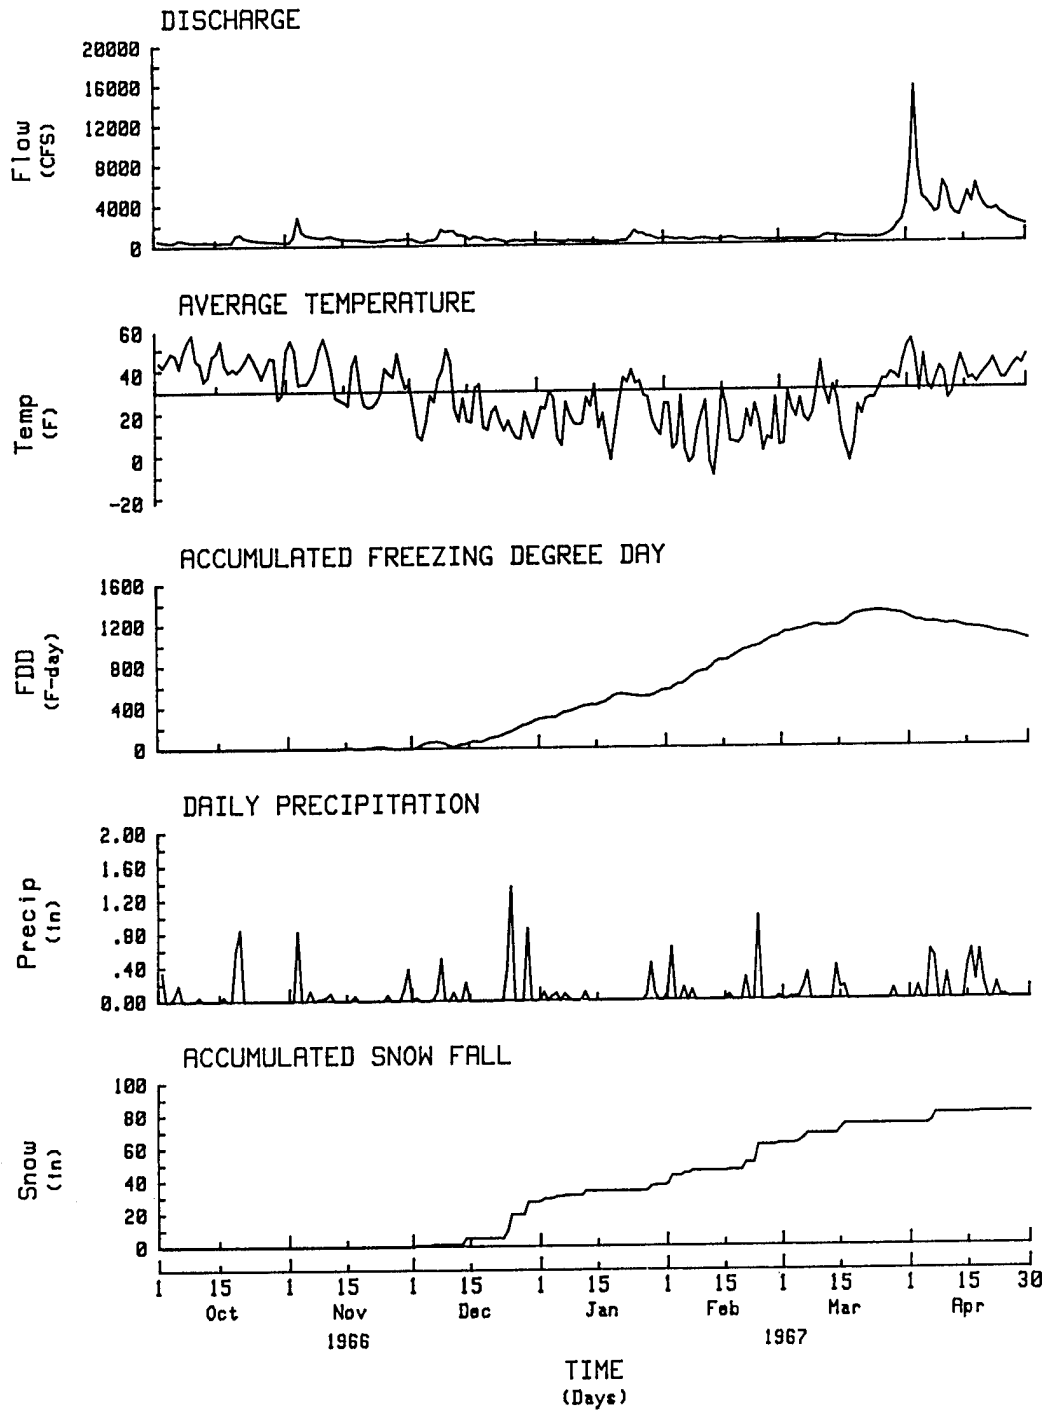 DISCHARGE
20000
16000
12000
8000
4000
0
Flow
(CFS)
AVERAGE TEMPERATURE
60
40
20
0
-20
Temp
(F)
ACCUMULATED FREEZING DEGREE DAY
1600
1200
800
400
0
FDD
(F-day)
DAILY PRECIPITATION
2.00
1.60
1.20
.80
.40
0.00
Precip
(in)
ACCUMULATED SNOW FALL
100
80
60
40
20
0
Snow
(in)
1 15 1 15 1 15 1 15 1 15 1 15 1 15 30
Oct Nov Dec Jan Feb Mar Apr
1966 1967
TIME
(Days)